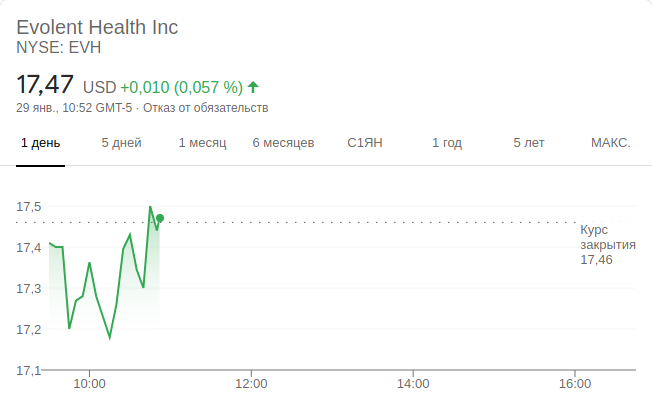 Evolent Health Inc
NYSE: EVH
17,47 USD +0,010 (0,057 %)
29 янв., 10:52 GMT-5 · Отказ от обязательств
1 день 5 дней 1 месяц 6 месяцев С1ЯН 1 год 5 лет МАКС.
17,5
Курс
закрытия
17,46
17,4
17,3
17,2
17,1
10:00 12:00 14:00 16:00